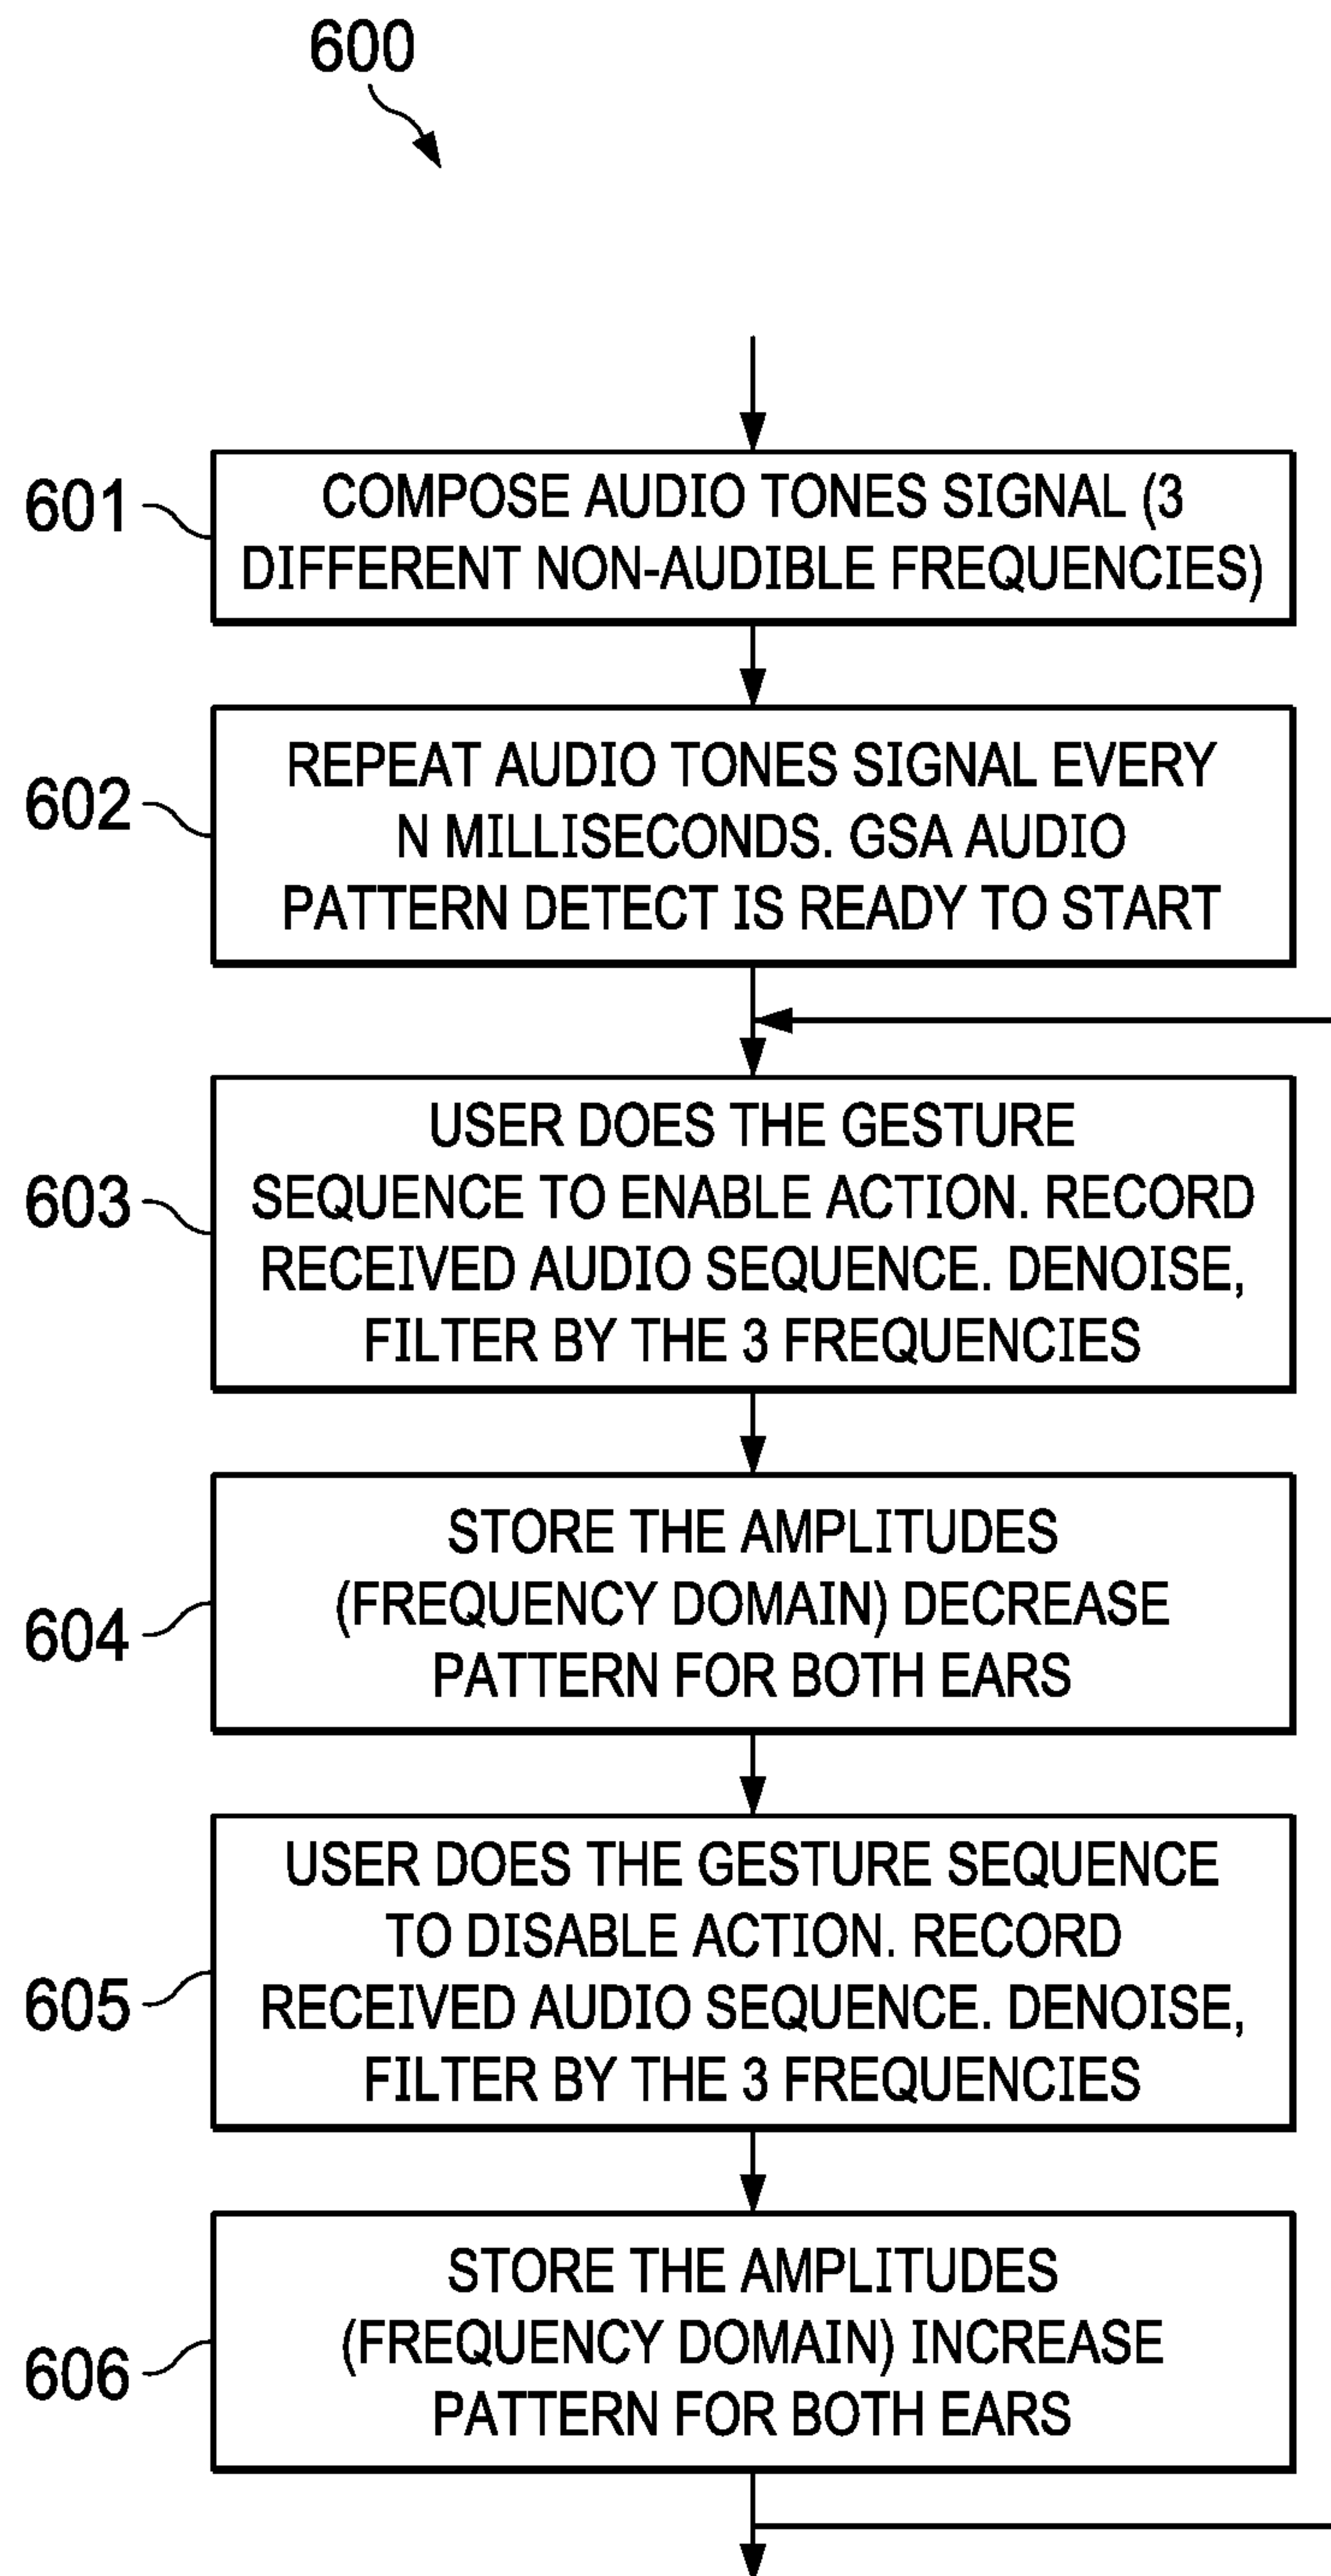 600
601
COMPOSE AUDIO TONES SIGNAL (3
DIFFERENT NON-AUDIBLE FREQUENCIES)
602
REPEAT AUDIO TONES SIGNAL EVERY
N MILLISECONDS. GSA AUDIO
PATTERN DETECT IS READY TO START
603
USER DOES THE GESTURE
SEQUENCE TO ENABLE ACTION. RECORD
RECEIVED AUDIO SEQUENCE. DENOISE,
FILTER BY THE 3 FREQUENCIES
604
STORE THE AMPLITUDES
(FREQUENCY DOMAIN) DECREASE
PATTERN FOR BOTH EARS
605
USER DOES THE GESTURE SEQUENCE
TO DISABLE ACTION. RECORD
RECEIVED AUDIO SEQUENCE. DENOISE,
FILTER BY THE 3 FREQUENCIES
606
STORE THE AMPLITUDES
(FREQUENCY DOMAIN) INCREASE
PATTERN FOR BOTH EARS